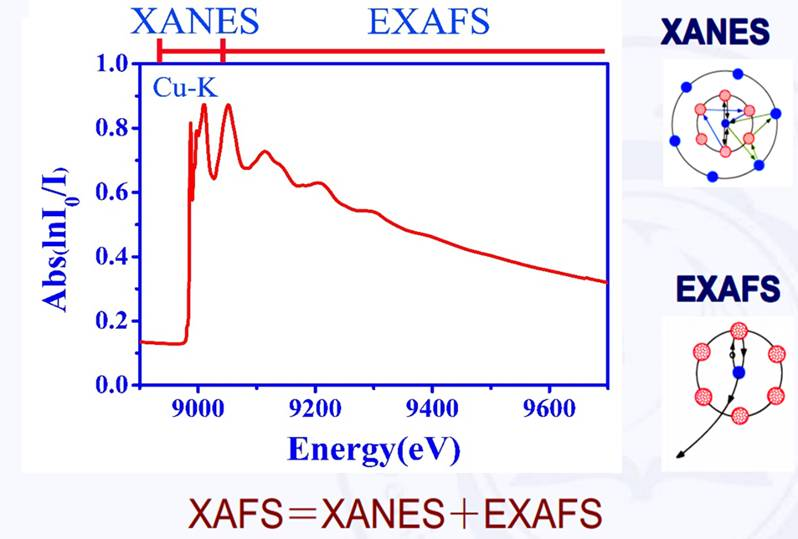 XANES EXAFS
Cu-K
1.0
0.8
0.6
0.4
0.2
0.0
Abs(lnI0/I)
9000 9200 9400 9600
Energy(eV)
XANES
EXAFS
XAFS=XANES+EXAFS